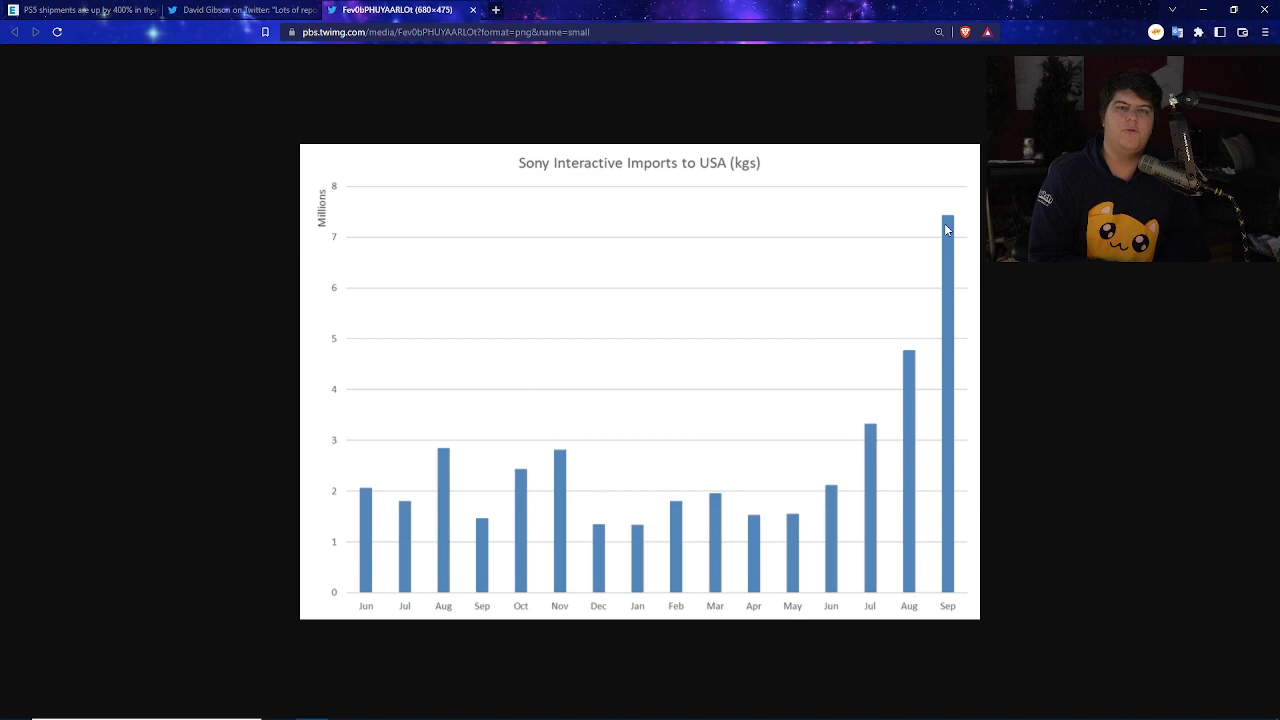 PS5 shipments are up by 400% in the
David Gibson on Twitter: "Lots of repo
Fev0bPHUYAARLOt (680×475)
pbs.twimg.com/media/Fev0bPHUYAARLOt?format=png&name=small
Sony Interactive Imports to USA (kgs)
Millions
8
7
6
5
4
3
2
1
0
Jun Jul Aug Sep Oct Nov Dec Jan Feb Mar Apr May Jun Jul Aug Sep